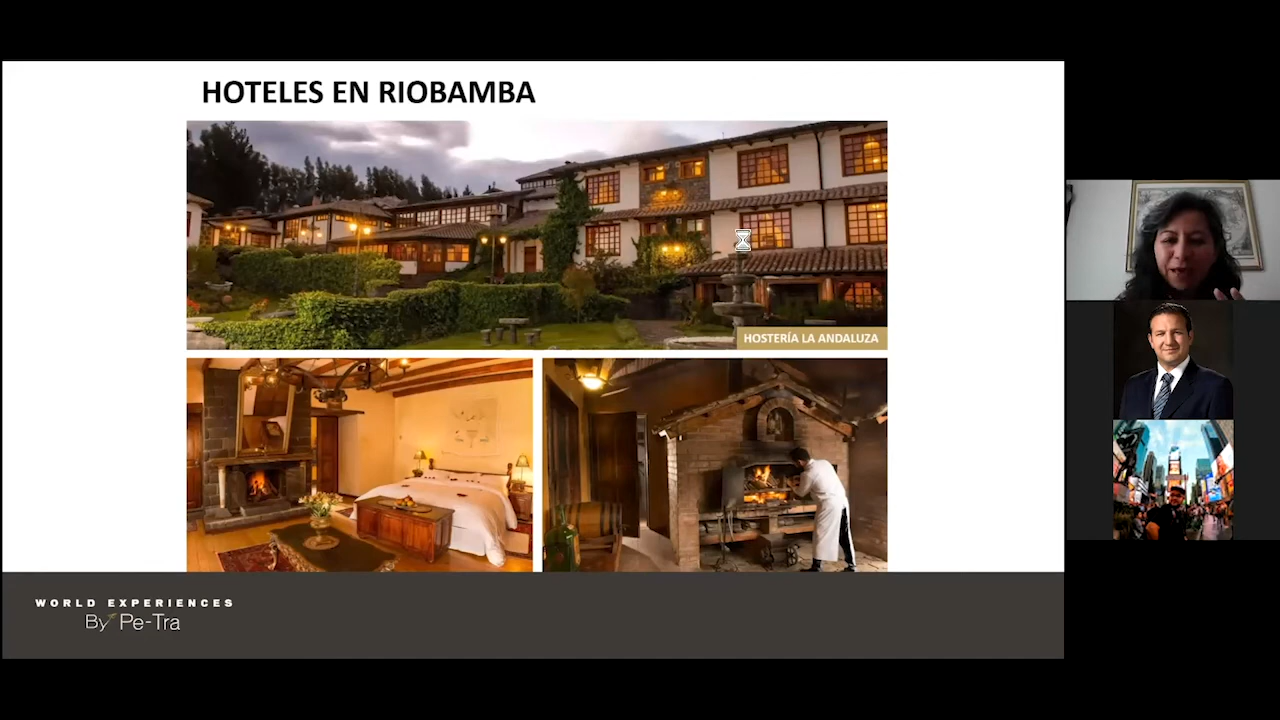 HOTELES EN RIOBAMBA
HOSTERÍA LA ANDALUZA
WORLD EXPERIENCES
By Pe-Tra